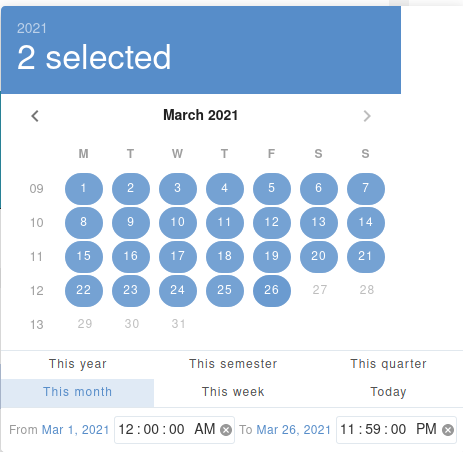 2021
2 selected
March 2021
M T W T F S S
09 1 2 3 4 5 6 7
10 8 9 10 11 12 13 14
11 15 16 17 18 19 20 21
12 22 23 24 25 26 27 28
13 29 30 31
This year This semester This quarter
This month This week Today
From Mar 1, 2021 12:00:00 AM To Mar 26, 2021 11:59:00 PM